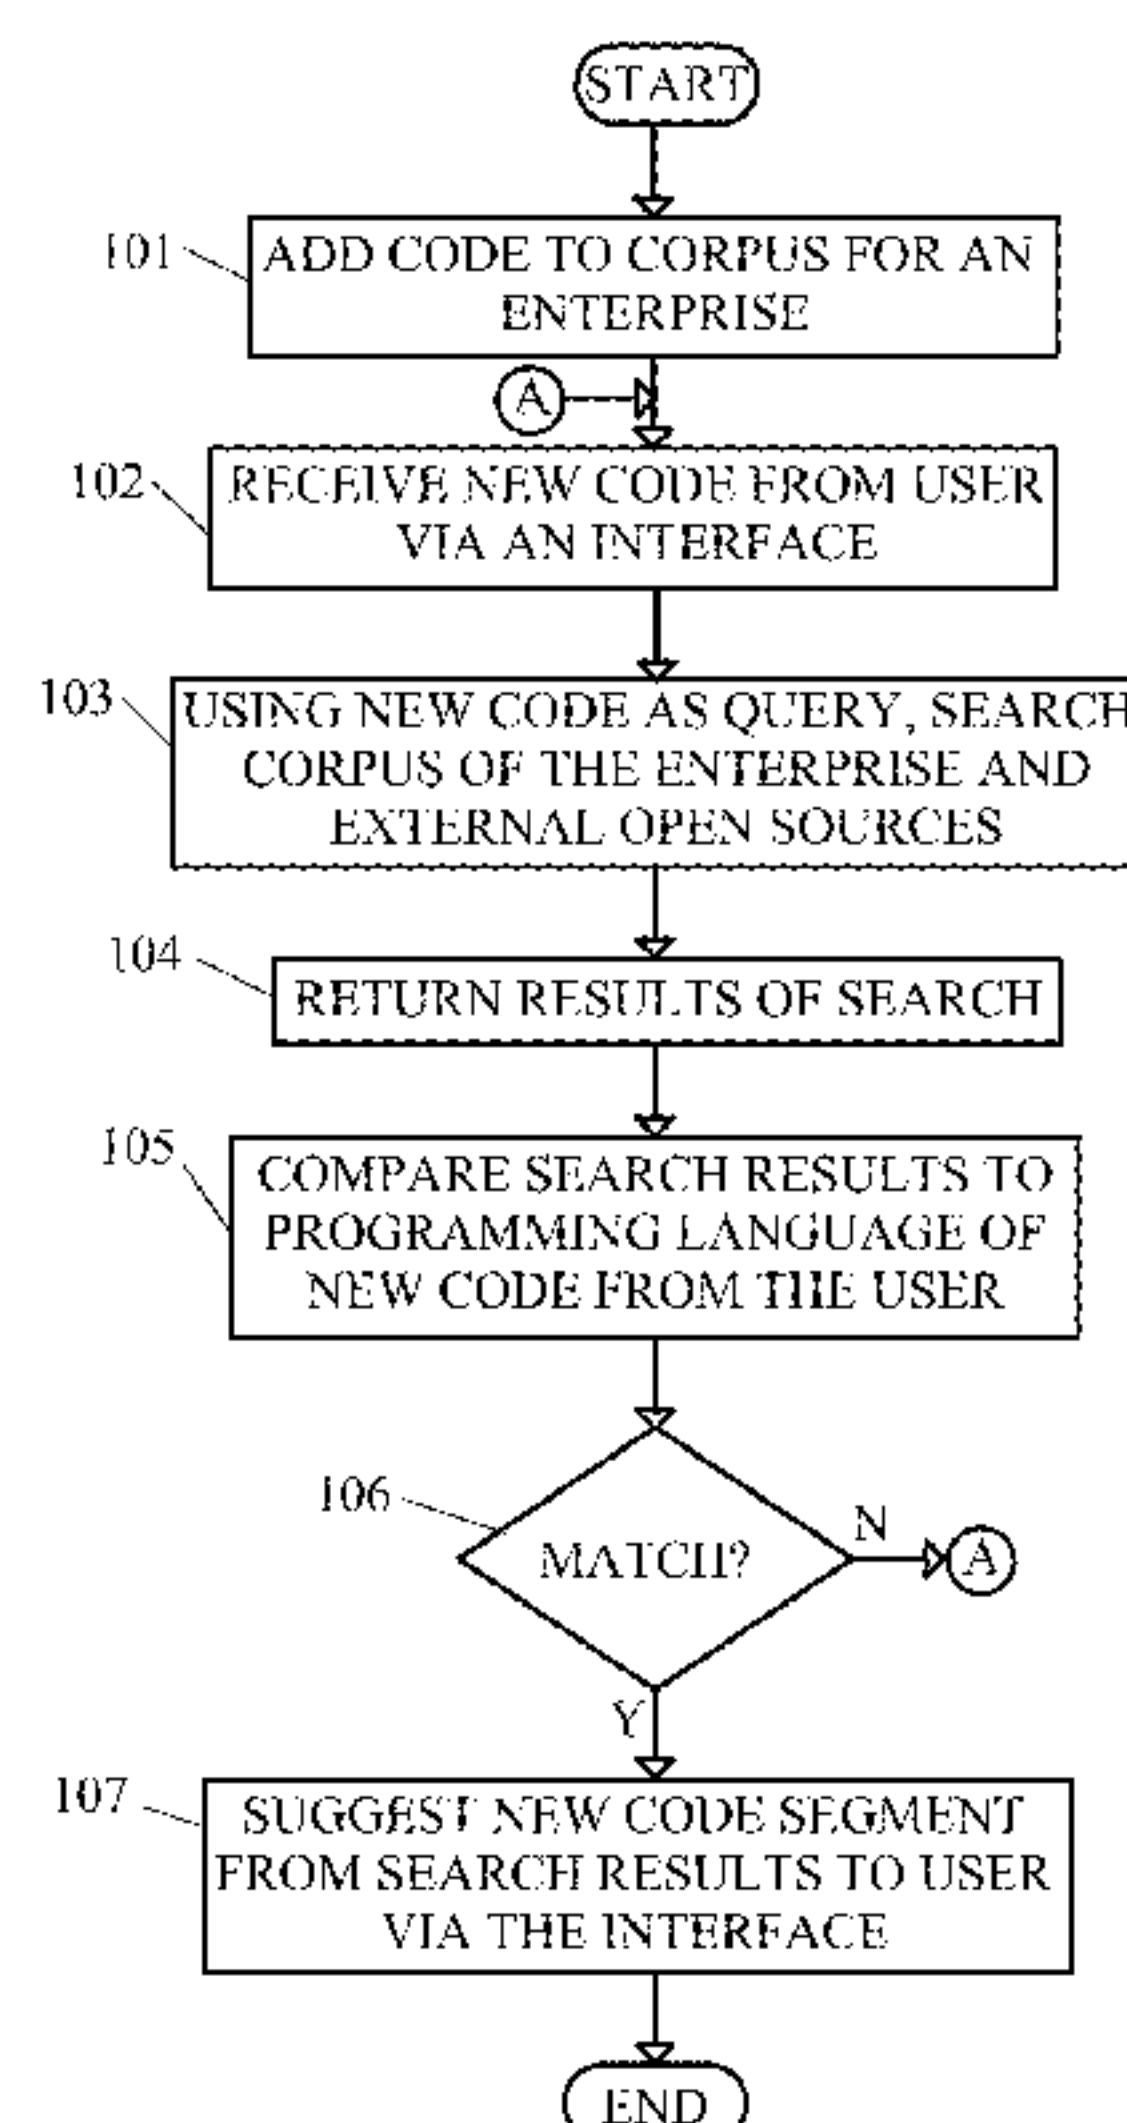 START
101
ADD CODE TO CORPUS FOR AN
ENTERPRISE
A
102
RECEIVE NEW CODE FROM USER
VIA AN INTERFACE
103
USING NEW CODE AS QUERY, SEARCH
CORPUS OF THE ENTERPRISE AND
EXTERNAL OPEN SOURCES
104
RETURN RESULTS OF SEARCH
105
COMPARE SEARCH RESULTS TO
PROGRAMMING LANGUAGE OF
NEW CODE FROM THE USER
106
MATCH?
N
A
Y
107
SUGGEST NEW CODE SEGMENT
FROM SEARCH RESULTS TO USER
VIA THE INTERFACE
END